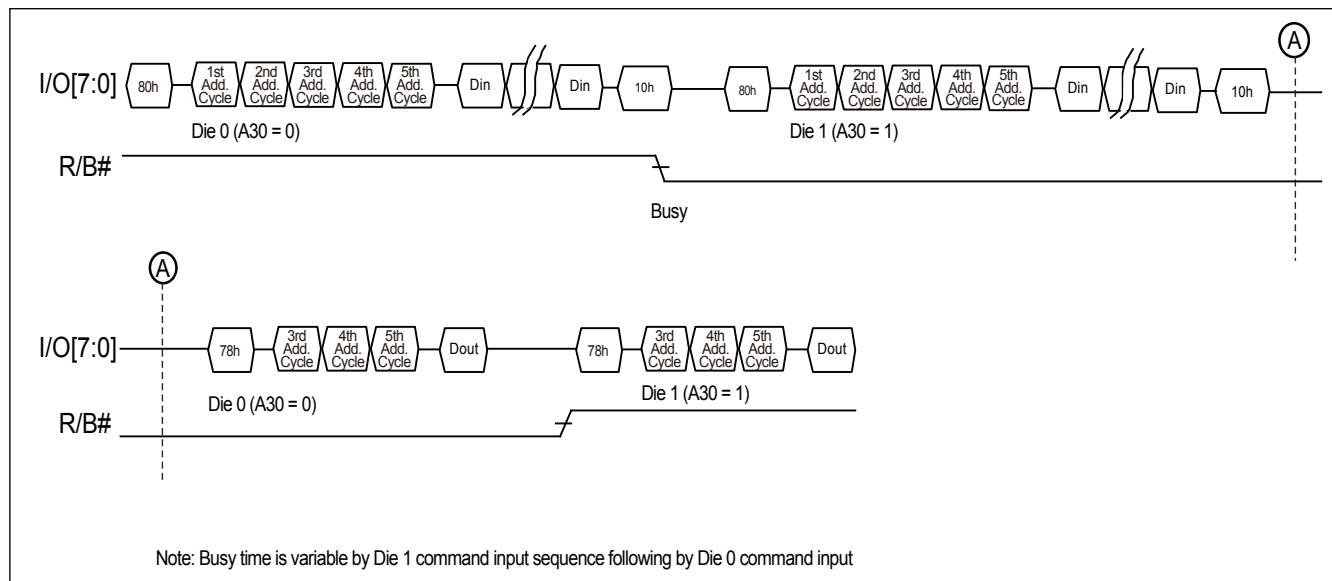 A
I/O[7:0] 80h 1st Add. Cycle 2nd Add. Cycle 3rd Add. Cycle 4th Add. Cycle 5th Add. Cycle Din Din 10h 80h 1st Add. Cycle 2nd Add. Cycle 3rd Add. Cycle 4th Add. Cycle 5th Add. Cycle Din Din 10h
Die 0 (A30 = 0) Die 1 (A30 = 1)
R/B#
Busy
A
I/O[7:0] 78h 3rd Add. Cycle 4th Add. Cycle 5th Add. Cycle Dout 78h 3rd Add. Cycle 4th Add. Cycle 5th Add. Cycle Dout
Die 0 (A30 = 0) Die 1 (A30 = 1)
R/B#
Note: Busy time is variable by Die 1 command input sequence following by Die 0 command input